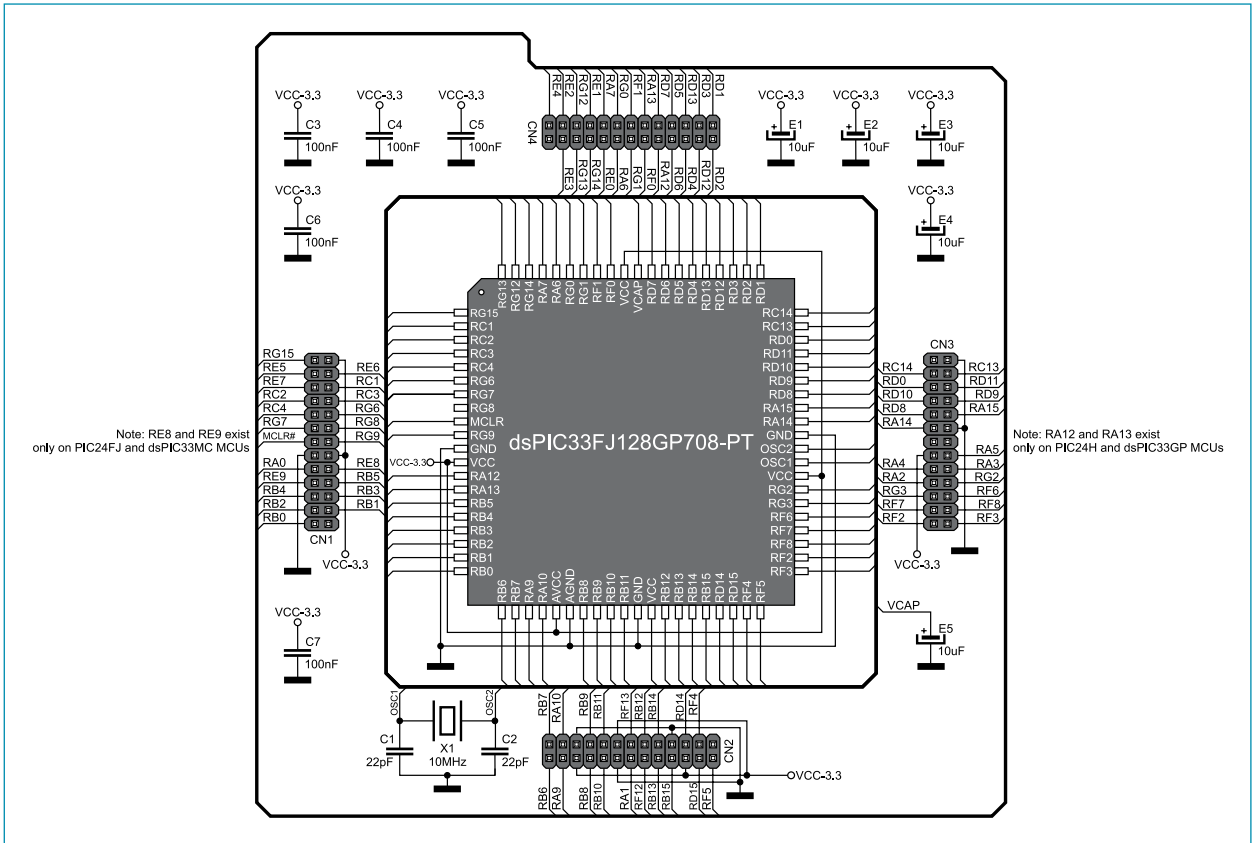 RE4
RE2
RG12
RE1
RA7
RG0
RF1
RA13
RD7
RD5
RD13
RD3
RD1
CN4
RE3
RG13
RG14
RE0
RA6
RG1
RF0
RA12
RD6
RD4
RD12
RD2
VCC-3.3
C3
100nF
VCC-3.3
C4
100nF
VCC-3.3
C5
100nF
VCC-3.3
E1
10uF
VCC-3.3
E2
10uF
VCC-3.3
E3
10uF
VCC-3.3
C6
100nF
VCC-3.3
E4
10uF
RG13
RG12
RG14
RA7
RA6
RG0
RG1
RF1
RF0
VCC
VCAP
RD7
RD6
RD5
RD4
RD13
RD12
RD3
RD2
RD1
RG15
RC1
RC2
RC3
RC4
RG6
RG7
RG8
MCLR
RG9
GND
VCC
RA12
RA13
RB5
RB4
RB3
RB2
RB1
RB0
dsPIC33FJ128GP708-PT
RC14
RC13
RD0
RD11
RD10
RD9
RD8
RA15
RA14
GND
OSC2
OSC1
VCC
RG2
RG3
RF6
RF7
RF8
RF2
RF3
RB6
RB7
RA9
RA10
AVCC
AGND
RB8
RB9
RB10
RB11
GND
VCC
RB12
RB13
RB14
RB15
RD14
RD15
RF4
RF5
VCC-3.3
RG15
RE5
RE7
RC2
RC4
RG7
MCLR#
RA0
RE9
RB4
RB2
RB0
RE6
RC1
RC3
RG6
RG8
RG9
RE8
RB5
RB3
RB1
CN1
VCC-3.3
Note: RE8 and RE9 exist
only on PIC24FJ and dsPIC33MC MCUs
CN3
RC14
RD0
RD10
RD8
RA14
RA4
RA2
RG3
RF7
RF2
RC13
RD11
RD9
RA15
RA5
RA3
RG2
RF6
RF8
RF3
VCC-3.3
Note: RA12 and RA13 exist
only on PIC24H and dsPIC33GP MCUs
VCC-3.3
C7
100nF
VCAP
E5
10uF
OSC1
OSC2
C1
22pF
X1
10MHz
C2
22pF
RB7
RA10
RB9
RB11
RF13
RB12
RB14
RD14
RF4
CN2
VCC-3.3
RB6
RA9
RB8
RB10
RA1
RF12
RB13
RB15
RD15
RF5